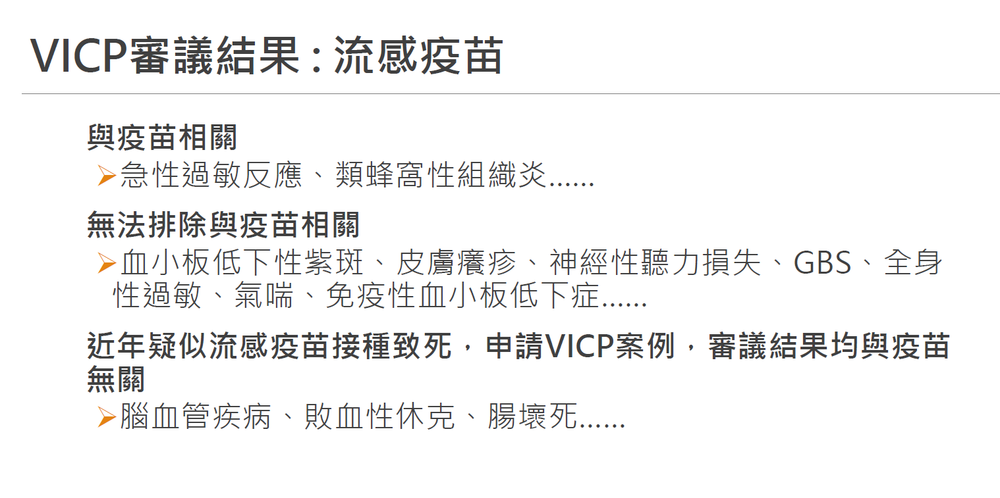 VICP審議結果 : 流感疫苗
與疫苗相關
➢急性過敏反應、類蜂窩性組織炎……
無法排除與疫苗相關
➢血小板低下性紫斑、皮膚癢疹、神經性聽力損失、GBS、全身
性過敏、氣喘、免疫性血小板低下症……
近年疑似流感疫苗接種致死，申請VICP案例，審議結果均與疫苗
無關
➢腦血管疾病、敗血性休克、腸壞死……